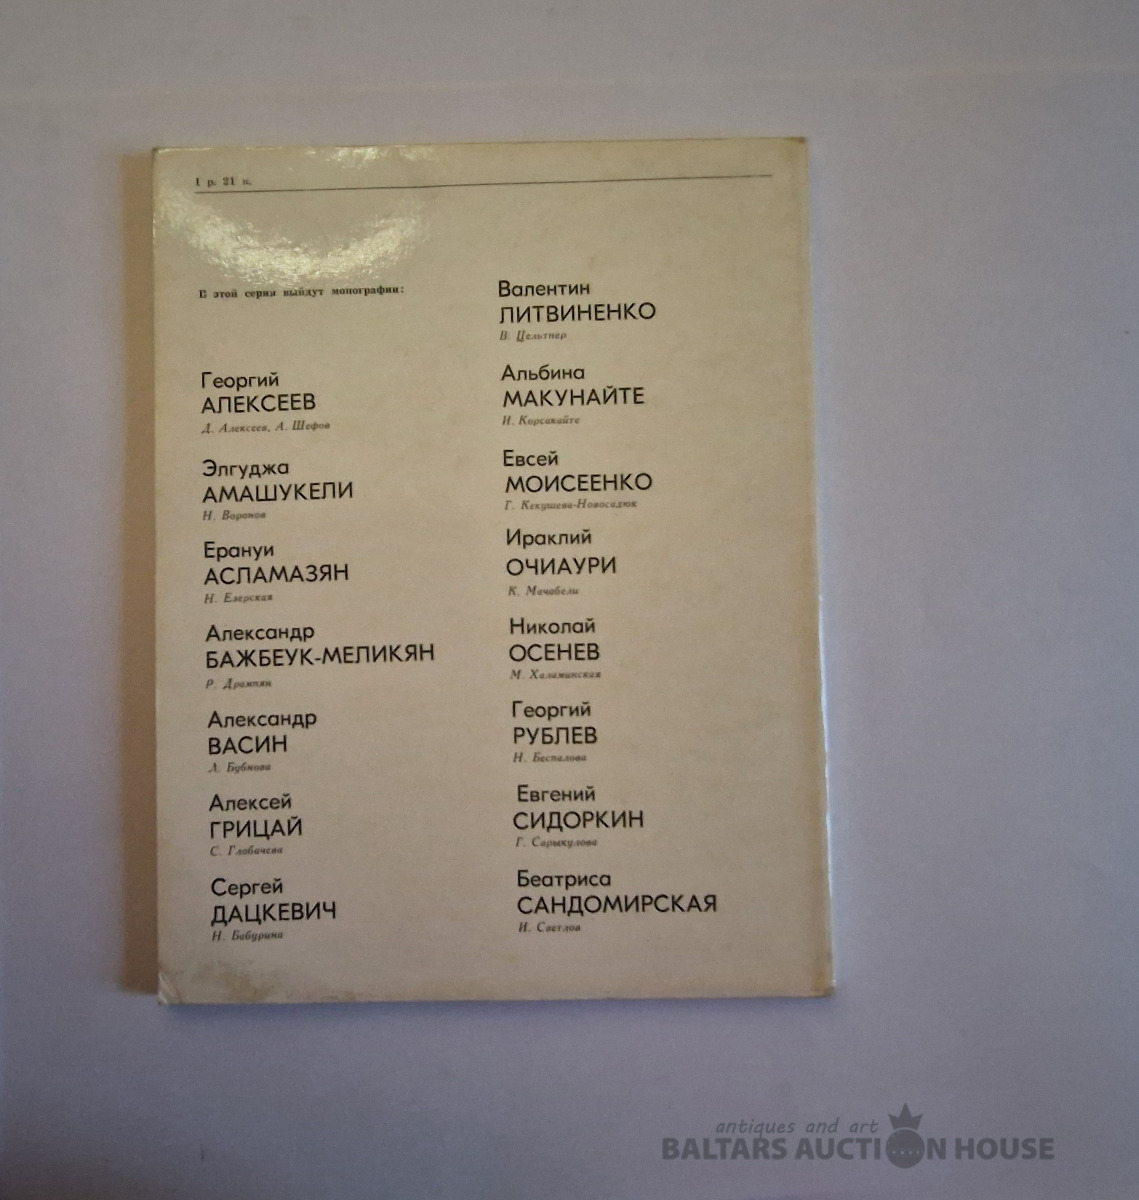 1 р. 21 к.
В этой серии выйдут монографии:
Георгий
АЛЕКСЕЕВ
Д. Алексеев, А. Шефов
Элгуджа
АМАШУКЕЛИ
Н. Воронов
Ерануи
АСЛАМАЗЯН
Н. Езерская
Александр
БАЖБЕУК-МЕЛИКЯН
Р. Дрампян
Александр
ВАСИН
Л. Бубнова
Алексей
ГРИЦАЙ
С. Глобачева
Сергей
ДАЦКЕВИЧ
Н. Бабурина
Валентин
ЛИТВИНЕНКО
В. Цельтнер
Альбина
МАКУНАЙТЕ
И. Корсакайте
Евсей
МОИСЕЕНКО
Г. Кекушева-Новосадюк
Ираклий
ОЧИАУРИ
К. Мачабели
Николай
ОСЕНЕВ
М. Халаминская
Георгий
РУБЛЕВ
Н. Беспалова
Евгений
СИДОРКИН
Г. Сарыкулова
Беатриса
САНДОМИРСКАЯ
И. Светлов
antiques and art
BALTARS AUCTION HOUSE